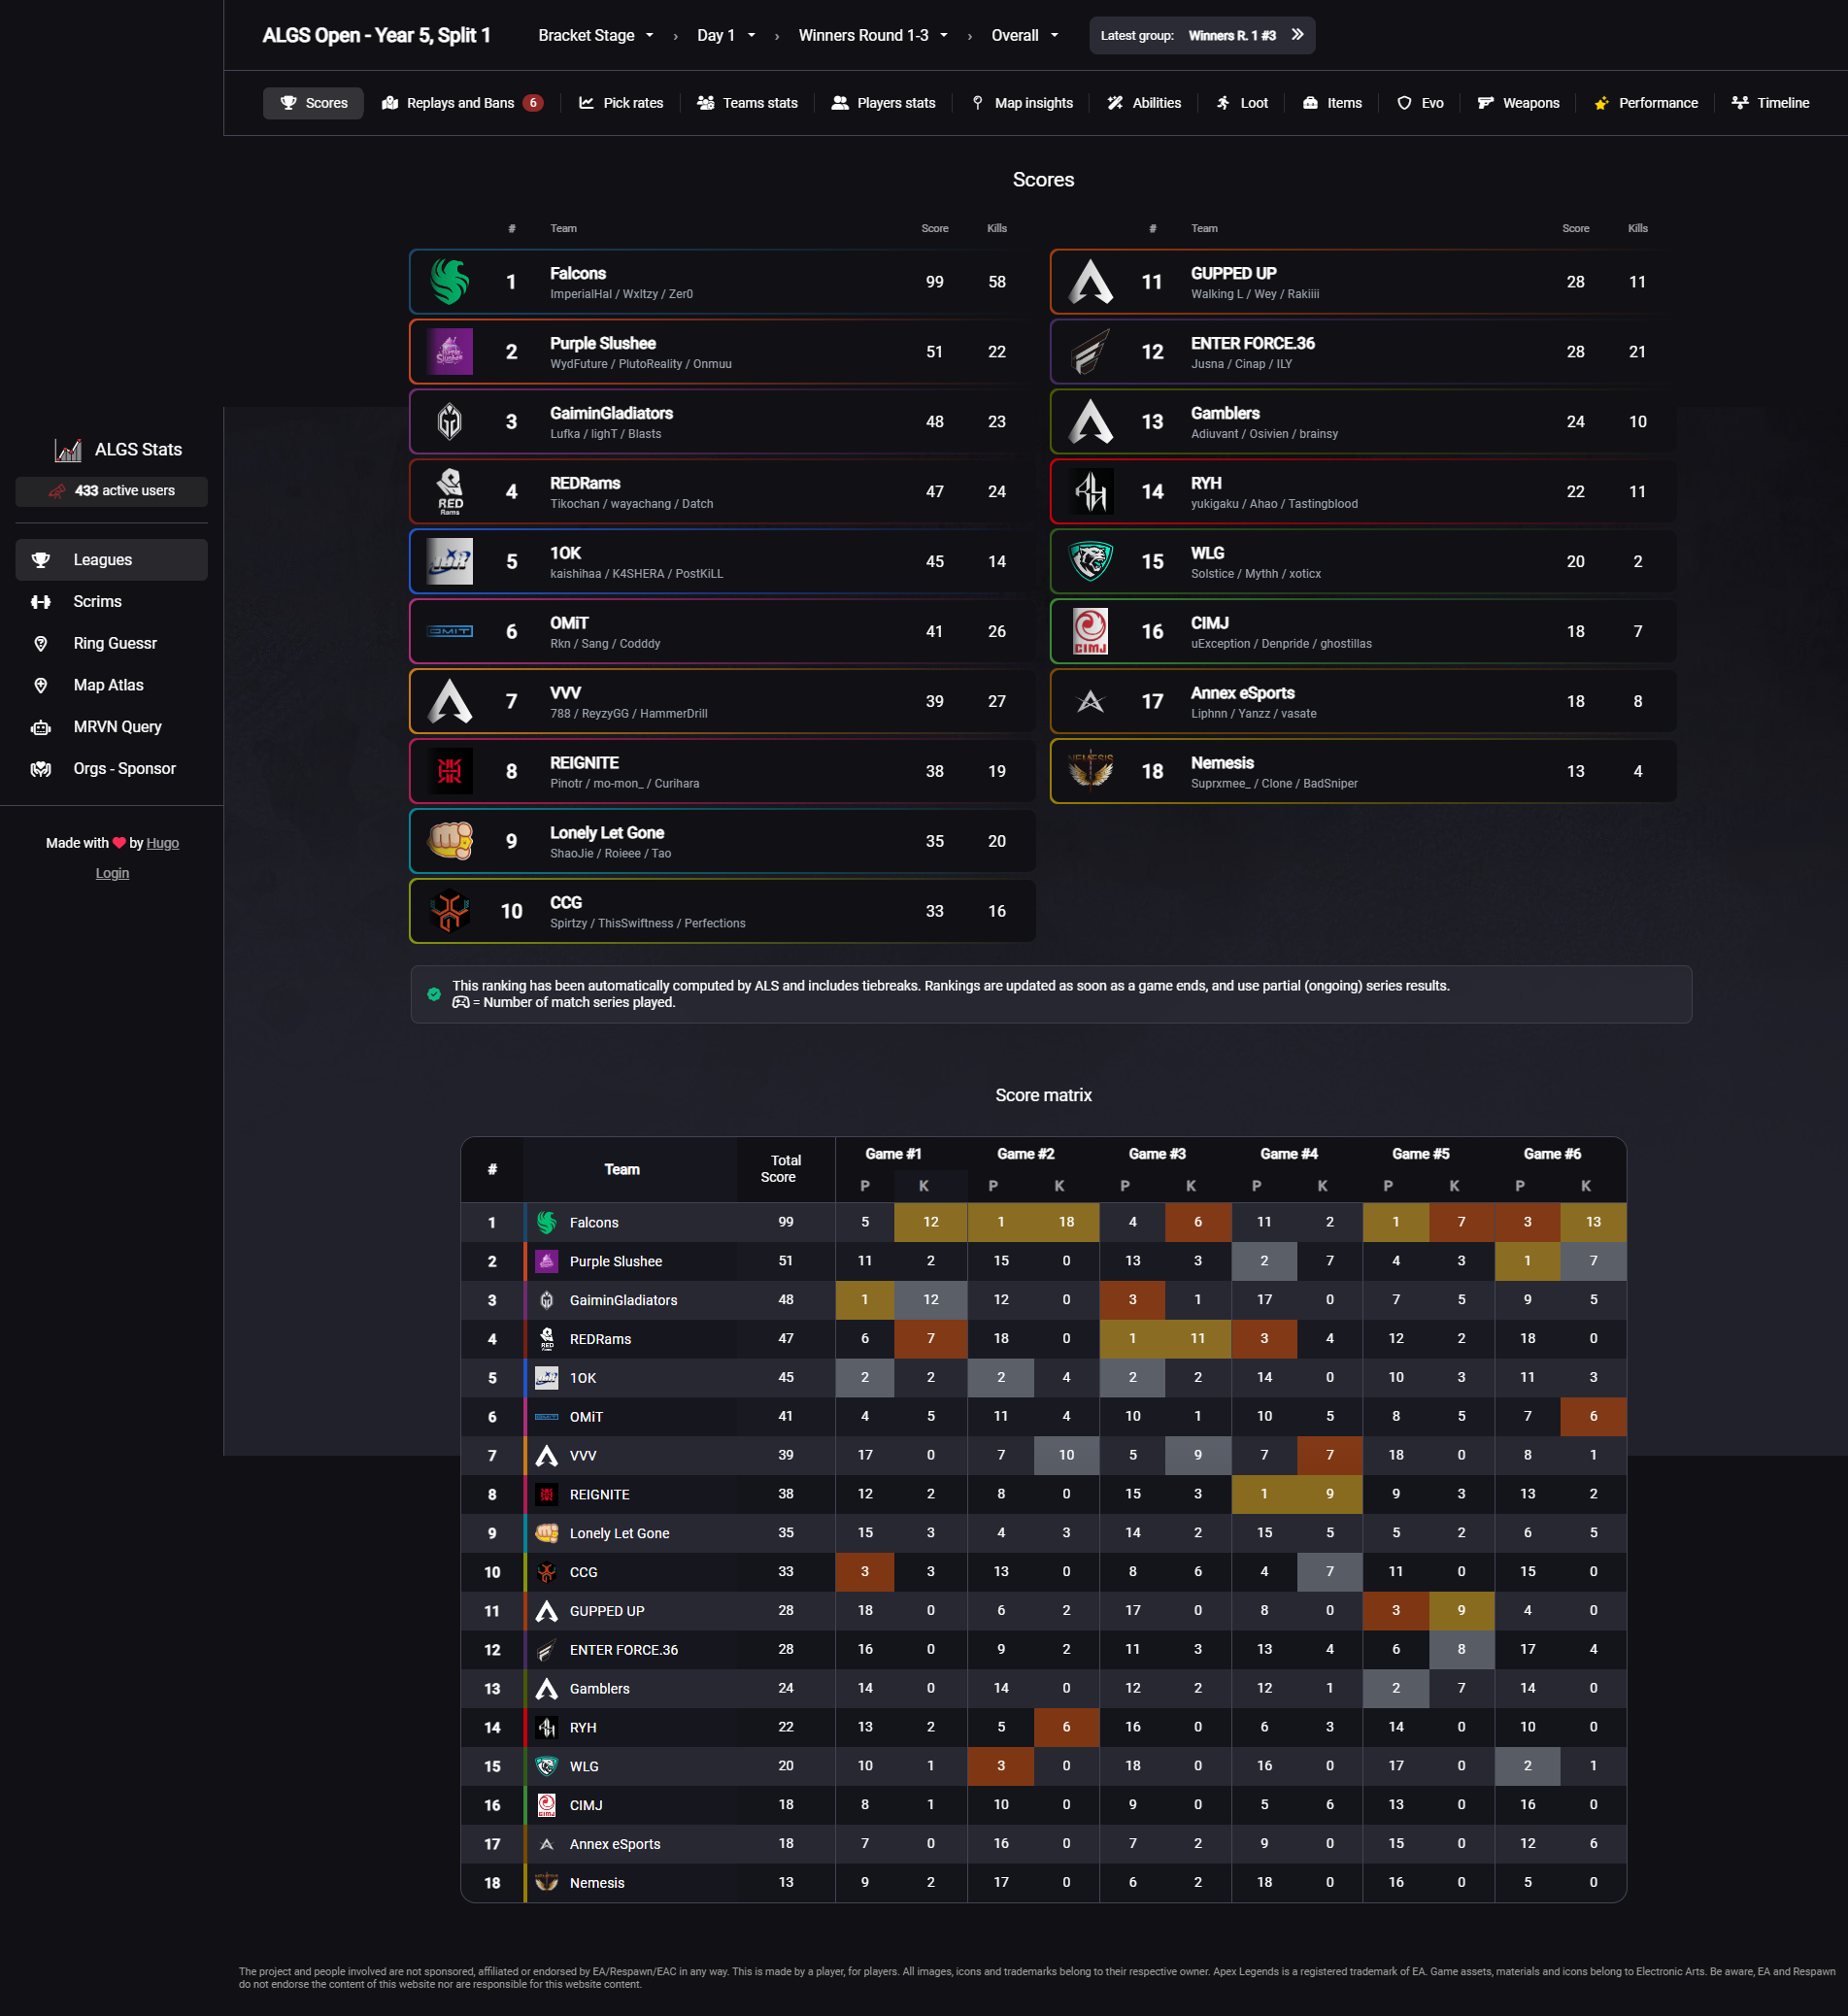 ALGS Open - Year 5, Split 1 Bracket Stage › Day 1 › Winners Round 1-3 › Overall Latest group: Winners R. 1 #3
Scores Replays and Bans 6 Pick rates Teams stats Players stats Map insights Abilities Loot Items Evo Weapons Performance Timeline
ALGS Stats
433 active users
Leagues
Scrims
Ring Guessr
Map Atlas
MRVN Query
Orgs - Sponsor
Made with ❤ by Hugo
Login
Scores
# Team Score Kills
1 Falcons 99 58
ImperialHal / Wxltzy / Zer0
2 Purple Slushee 51 22
WydFuture / PlutoReality / Onmuu
3 GaiminGladiators 48 23
Lufka / lighT / Blasts
4 REDRams 47 24
Tikochan / wayachang / Datch
5 1OK 45 14
kaishihaa / K4SHERA / PostKiLL
6 OMiT 41 26
Rkn / Sang / Codddy
7 VVV 39 27
788 / ReyzyGG / HammerDrill
8 REIGNITE 38 19
Pinotr / mo-mon_ / Curihara
9 Lonely Let Gone 35 20
ShaoJie / Roieee / Tao
10 CCG 33 16
Spirtzy / ThisSwiftness / Perfections
# Team Score Kills
11 GUPPED UP 28 11
Walking L / Wey / Rakiiii
12 ENTER FORCE.36 28 21
Jusna / Cinap / ILY
13 Gamblers 24 10
Adiuvant / Osivien / brainsy
14 RYH 22 11
yukigaku / Ahao / Tastingblood
15 WLG 20 2
Solstice / Mythh / xoticx
16 CIMJ 18 7
uException / Denpride / ghostillas
17 Annex eSports 18 8
Liphnn / Yanzz / vasate
18 Nemesis 13 4
Suprxmee_ / Clone / BadSniper
This ranking has been automatically computed by ALS and includes tiebreaks. Rankings are updated as soon as a game ends, and use partial (ongoing) series results.
= Number of match series played.
Score matrix
# Team Total Score Game #1 Game #2 Game #3 Game #4 Game #5 Game #6
P K P K P K P K P K P K
1 Falcons 99 5 12 1 18 4 6 11 2 1 7 3 13
2 Purple Slushee 51 11 2 15 0 13 3 2 7 4 3 1 7
3 GaiminGladiators 48 1 12 12 0 3 1 17 0 7 5 9 5
4 REDRams 47 6 7 18 0 1 11 3 4 12 2 18 0
5 1OK 45 2 2 2 4 2 2 14 0 10 3 11 3
6 OMiT 41 4 5 11 4 10 1 10 5 8 5 7 6
7 VVV 39 17 0 7 10 5 9 7 7 18 0 8 1
8 REIGNITE 38 12 2 8 0 15 3 1 9 9 3 13 2
9 Lonely Let Gone 35 15 3 4 3 14 2 15 5 5 2 6 5
10 CCG 33 3 3 13 0 8 6 4 7 11 0 15 0
11 GUPPED UP 28 18 0 6 2 17 0 8 0 3 9 4 0
12 ENTER FORCE.36 28 16 0 9 2 11 3 13 4 6 8 17 4
13 Gamblers 24 14 0 14 0 12 2 12 1 2 7 14 0
14 RYH 22 13 2 5 6 16 0 6 3 14 0 10 0
15 WLG 20 10 1 3 0 18 0 16 0 17 0 2 1
16 CIMJ 18 8 1 10 0 9 0 5 6 13 0 16 0
17 Annex eSports 18 7 0 16 0 7 2 9 0 15 0 12 6
18 Nemesis 13 9 2 17 0 6 2 18 0 16 0 5 0
The project and people involved are not sponsored, affiliated or endorsed by EA/Respawn/EAC in any way. This is made by a player, for players. All images, icons and trademarks belong to their respective owner. Apex Legends is a registered trademark of EA. Game assets, materials and icons belong to Electronic Arts. Be aware, EA and Respawn
do not endorse the content of this website nor are responsible for this website content.